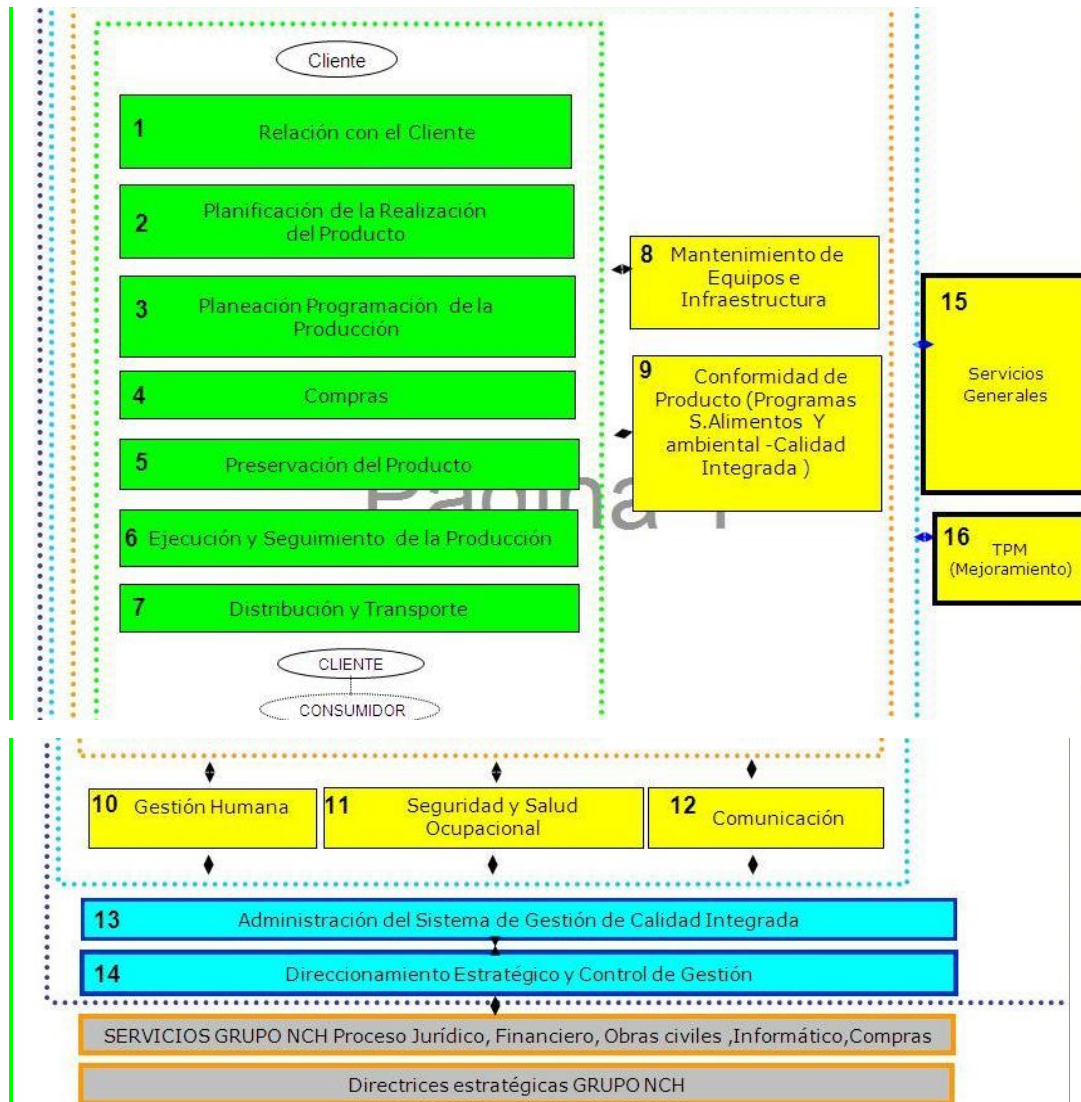 Cliente
1 Relación con el Cliente
2 Planificación de la Realización
del Producto
3 Planeación Programación de la
Producción
4 Compras
5 Preservación del Producto
6 Ejecución y Seguimiento de la Producción
7 Distribución y Transporte
CLIENTE
CONSUMIDOR
8 Mantenimiento de
Equipos e
Infraestructura
9 Conformidad de
Producto (Programas
S.Alimentos Y
ambiental -Calidad
Integrada )
Página 1
15
Servicios
Generales
16 TPM
(Mejoramiento)
10 Gestión Humana
11 Seguridad y Salud
Ocupacional
12 Comunicación
13 Administración del Sistema de Gestión de Calidad Integrada
14 Direccionamiento Estratégico y Control de Gestión
SERVICIOS GRUPO NCH Proceso Jurídico, Financiero, Obras civiles ,Informático,Compras
Directrices estratégicas GRUPO NCH